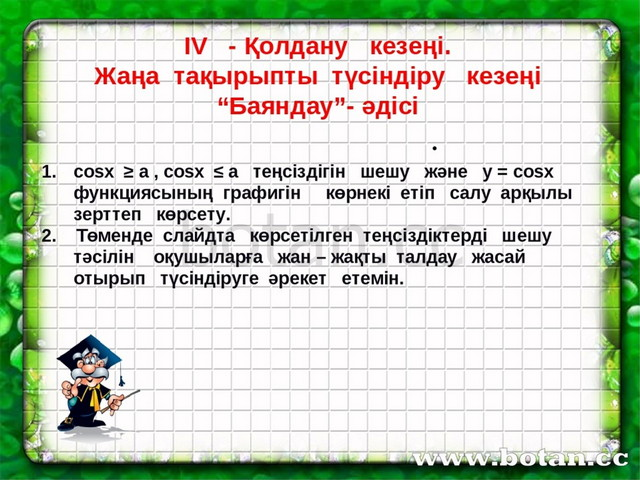 IV - Қолдану кезеңі.
Жаңа тақырыпты түсіндіру кезеңі
“Баяндау”- әдісі
.
1. cosx ≥ a , cosx ≤ a теңсіздігін шешу және y = cosx
функциясының графигін көрнекі етіп салу арқылы
зерттеп көрсету.
2. Төменде слайдта көрсетілген теңсіздіктерді шешу
тәсілін оқушыларға жан – жақты талдау жасай
отырып түсіндіруге әрекет етемін.
botan.cc
www.botan.cc